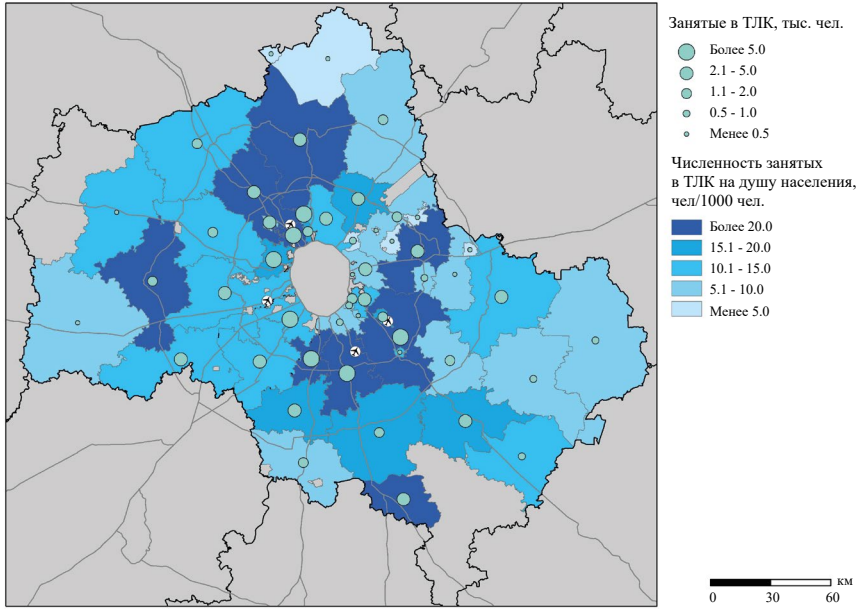 Занятые в ТЛК, тыс. чел.
Более 5.0
2.1 - 5.0
1.1 - 2.0
0.5 - 1.0
Менее 0.5
Численность занятых
в ТЛК на душу населения,
чел/1000 чел.
Более 20.0
15.1 - 20.0
10.1 - 15.0
5.1 - 10.0
Менее 5.0
км
0 30 60